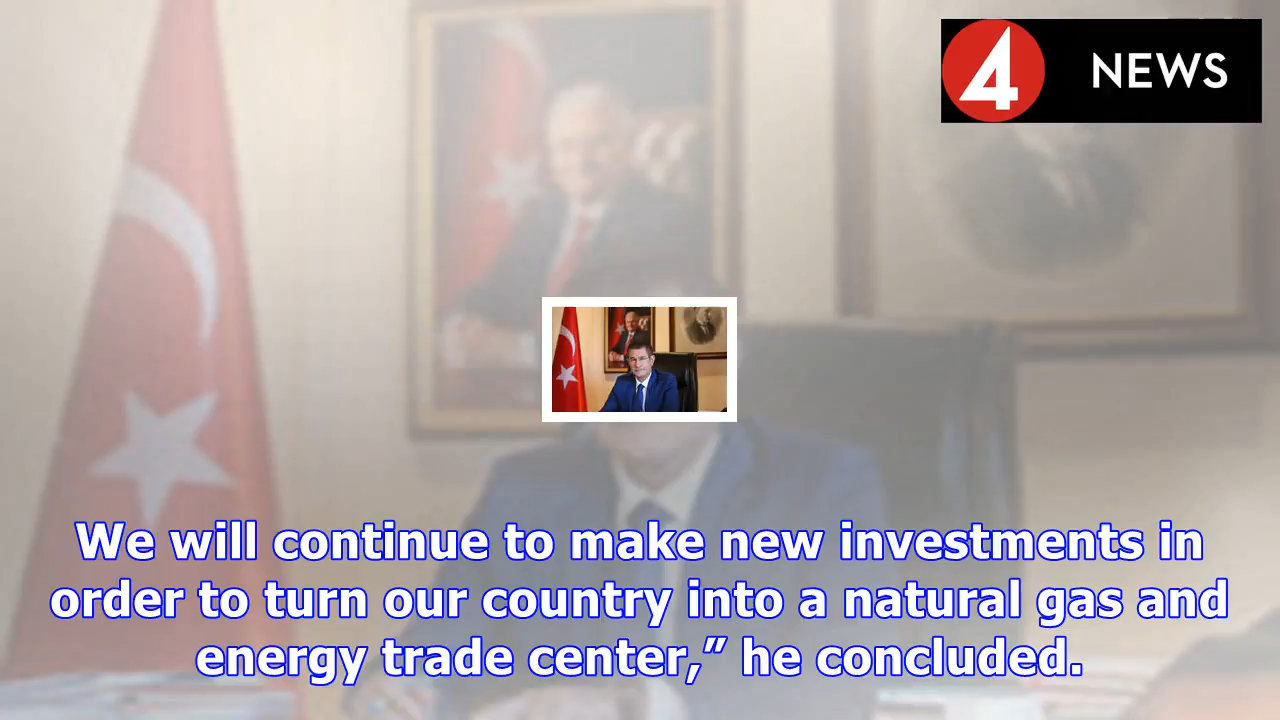 4 NEWS
We will continue to make new investments in
order to turn our country into a natural gas and
energy trade center,” he concluded.